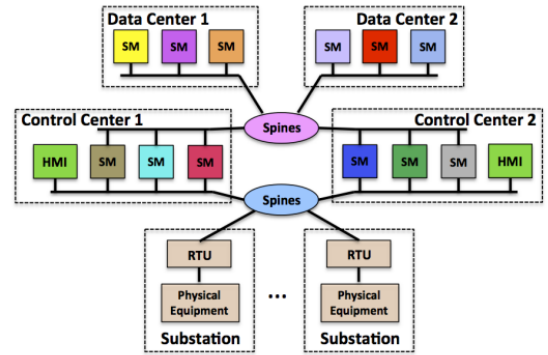 Data Center 1
Data Center 2
SM SM SM
SM SM SM
Control Center 1
Spines
Control Center 2
HMI SM SM SM
SM SM SM HMI
Spines
RTU
RTU
Physical
Equipment
...
Physical
Equipment
Substation
Substation